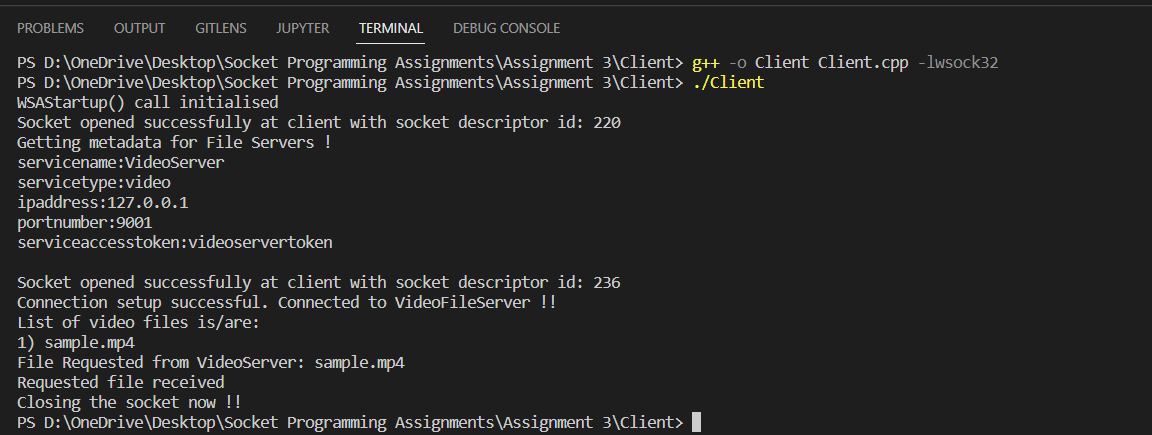 PROBLEMS OUTPUT GITLENS JUPYTER TERMINAL DEBUG CONSOLE
PS D:\OneDrive\Desktop\Socket Programming Assignments\Assignment 3\Client> g++ -o Client Client.cpp -lwsock32
PS D:\OneDrive\Desktop\Socket Programming Assignments\Assignment 3\Client> ./Client
WSAStartup() call initialised
Socket opened successfully at client with socket descriptor id: 220
Getting metadata for File Servers !
servicename:VideoServer
servicetype:video
ipaddress:127.0.0.1
portnumber:9001
serviceaccesstoken:videoservertoken
Socket opened successfully at client with socket descriptor id: 236
Connection setup successful. Connected to VideoFileServer !!
List of video files is/are:
1) sample.mp4
File Requested from VideoServer: sample.mp4
Requested file received
Closing the socket now !!
PS D:\OneDrive\Desktop\Socket Programming Assignments\Assignment 3\Client>